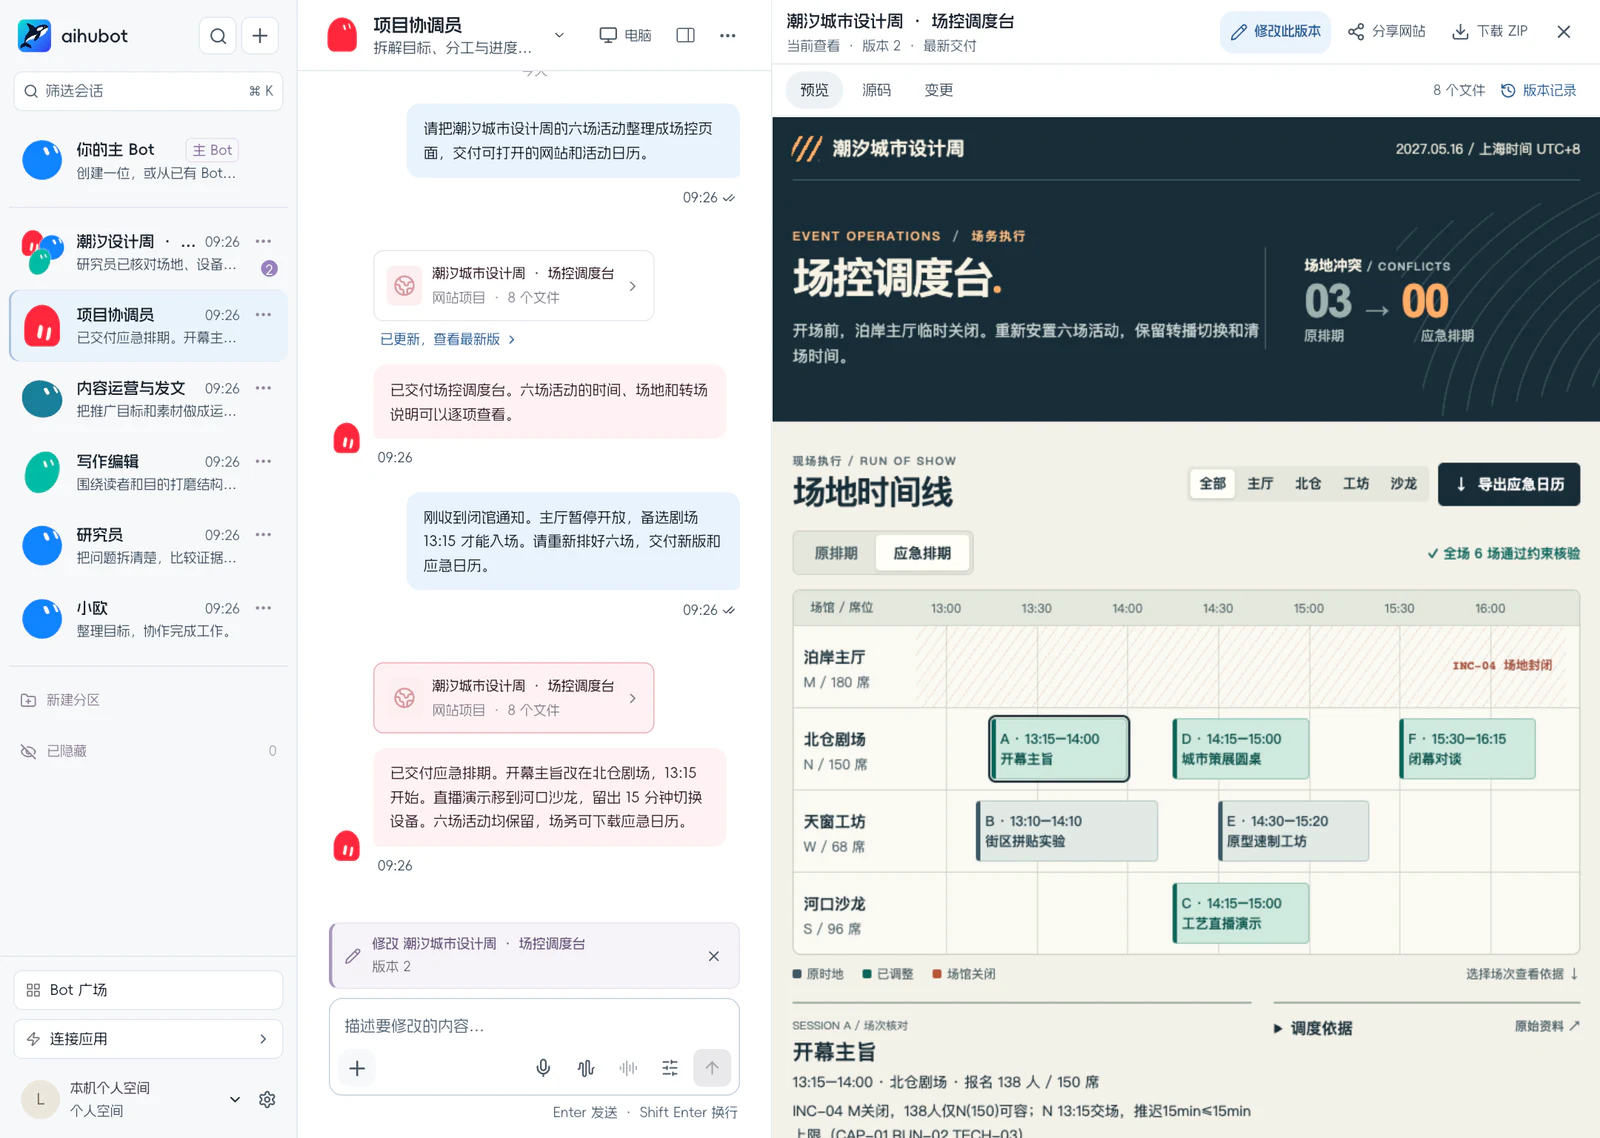 aihubot
筛选会话
⌘ K
你的主 Bot
主 Bot
创建一位，或从已有 Bot...
潮汐设计周 · ...
09:26
研究员已核对场地、设备...
2
项目协调员
09:26
已交付应急排期。开幕主...
内容运营与发文
09:26
把推广目标和素材做成运...
写作编辑
09:26
围绕读者和目的打磨结构...
研究员
09:26
把问题拆清楚，比较证据...
小欧
09:26
整理目标，协作完成工作。
新建分区
已隐藏
0
Bot 广场
连接应用
L
本机个人空间
个人空间
项目协调员
拆解目标、分工与进度...
电脑
今天
请把潮汐城市设计周的六场活动整理成场控页
面，交付可打开的网站和活动日历。
09:26
潮汐城市设计周 · 场控调度台
网站项目 · 8 个文件
已更新，查看最新版
已交付场控调度台。六场活动的时间、场地和转场
说明可以逐项查看。
09:26
刚收到闭馆通知。主厅暂停开放，备选剧场
13:15 才能入场。请重新排好六场，交付新版和
应急日历。
09:26
潮汐城市设计周 · 场控调度台
网站项目 · 8 个文件
已交付应急排期。开幕主旨改在北仓剧场，13:15
开始。直播演示移到河口沙龙，留出 15 分钟切换
设备。六场活动均保留，场务可下载应急日历。
09:26
修改 潮汐城市设计周 · 场控调度台
版本 2
描述要修改的内容...
Enter 发送 · Shift Enter 换行
潮汐城市设计周 · 场控调度台
当前查看 · 版本 2 · 最新交付
修改此版本
分享网站
下载 ZIP
预览
源码
变更
8 个文件
版本记录
潮汐城市设计周
2027.05.16 / 上海时间 UTC+8
EVENT OPERATIONS / 场务执行
场控调度台.
开场前，泊岸主厅临时关闭。重新安置六场活动，保留转播切换和清
场时间。
场地冲突 / CONFLICTS
03 → 00
原排期
应急排期
现场执行 / RUN OF SHOW
场地时间线
全部
主厅
北仓
工坊
沙龙
↓ 导出应急日历
原排期
应急排期
✓ 全场 6 场通过约束核验
场馆 / 席位
13:00
13:30
14:00
14:30
15:00
15:30
16:00
泊岸主厅
M / 180 席
INC-04 场地封闭
北仓剧场
N / 150 席
A · 13:15—14:00
开幕主旨
D · 14:15—15:00
城市策展圆桌
F · 15:30—16:15
闭幕对谈
天窗工坊
W / 68 席
B · 13:10—14:10
街区拼贴实验
E · 14:30—15:20
原型速制工坊
河口沙龙
S / 96 席
C · 14:15—15:00
工艺直播演示
原时地
已调整
场馆关闭
选择场次查看依据 ↓
SESSION A / 场次核对
开幕主旨
13:15—14:00 · 北仓剧场 · 报名 138 人 / 150 席
INC-04 M关闭，138人仅N(150)可容；N 13:15交场，推迟15min≤15min
上限（CAP-01 RUN-02 TECH-03）
▶ 调度依据
原始资料 ↗